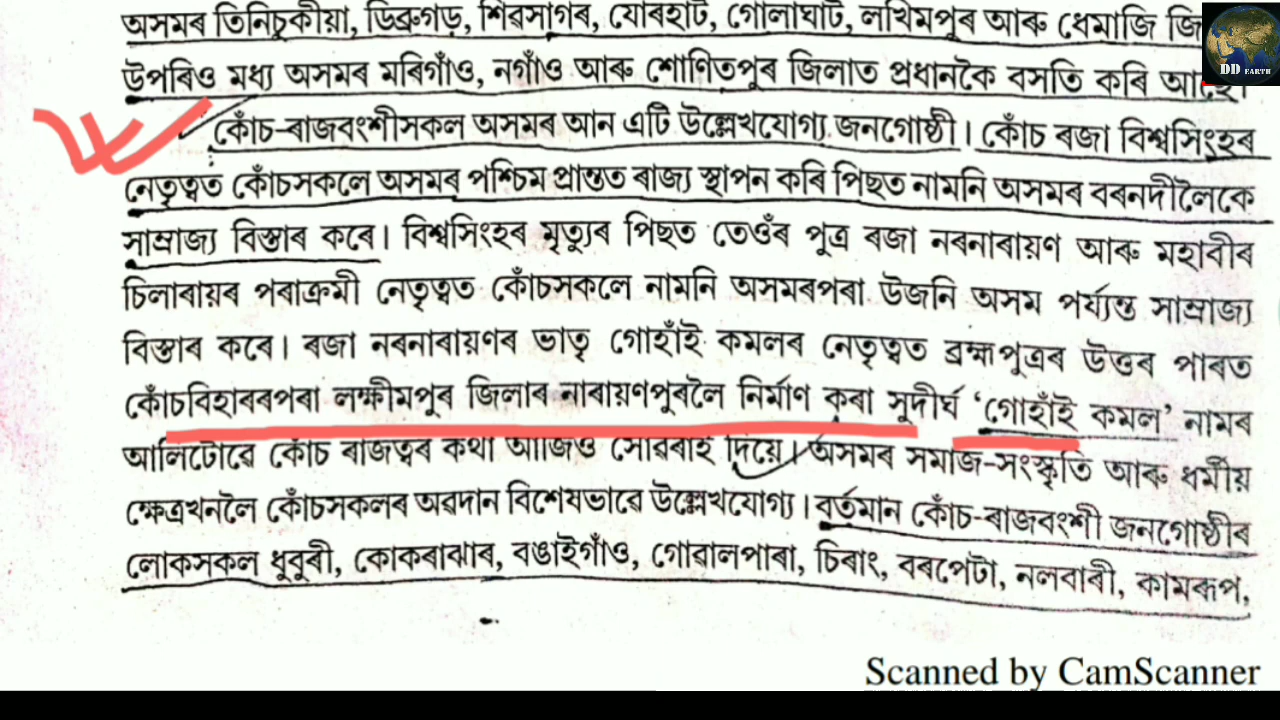 অসমৰ তিনিচুকীয়া, ডিব্ৰুগড়, শিৱসাগৰ, যোৰহাট, গোলাঘাট, লখিমপুৰ আৰু ধেমাজি জি
উপৰিও মধ্য অসমৰ মৰিগাঁও, নগাঁও আৰু শোণিতপুৰ জিলাত প্ৰধানকৈ বসতি কৰি আছে।
DD EARTH
কোঁচ-ৰাজবংশীসকল অসমৰ আন এটি উল্লেখযোগ্য জনগোষ্ঠী। কোঁচ ৰজা বিশ্বসিংহৰ
নেতৃত্বত কোঁচসকলে অসমৰ পশ্চিম প্ৰান্তত ৰাজ্য স্থাপন কৰি পিছত নামনি অসমৰ বৰনদীলৈকে
সাম্ৰাজ্য বিস্তাৰ কৰে। বিশ্বসিংহৰ মৃত্যুৰ পিছত তেওঁৰ পুত্ৰ ৰজা নৰনাৰায়ণ আৰু মহাবীৰ
চিলাৰায়ৰ পৰাক্ৰমী নেতৃত্বত কোঁচসকলে নামনি অসমৰপৰা উজনি অসম পৰ্য্যন্ত সাম্ৰাজ্য
বিস্তাৰ কৰে। ৰজা নৰনাৰায়ণৰ ভাতৃ গোহাঁই কমলৰ নেতৃত্বত ব্ৰহ্মপুত্ৰৰ উত্তৰ পাৰত
কোঁচবিহাৰৰপৰা লক্ষীমপুৰ জিলাৰ নাৰায়ণপুৰলৈ নিৰ্মাণ কৰা সুদীৰ্ঘ ‘গোহাঁই কমল’ নামৰ
আলিটোৱে কোঁচ ৰাজত্বৰ কথা আজিও সোঁৱৰাই দিয়ে। অসমৰ সমাজ-সংস্কৃতি আৰু ধৰ্মীয়
ক্ষেত্ৰখনলৈ কোঁচসকলৰ অৱদান বিশেষভাৱে উল্লেখযোগ্য। বৰ্তমান কোঁচ-ৰাজবংশী জনগোষ্ঠীৰ
লোকসকল ধুবুৰী, কোকৰাঝাৰ, বঙাইগাঁও, গোৱালপাৰা, চিৰাং, বৰপেটা, নলবাৰী, কামৰূপ,
Scanned by CamScanner